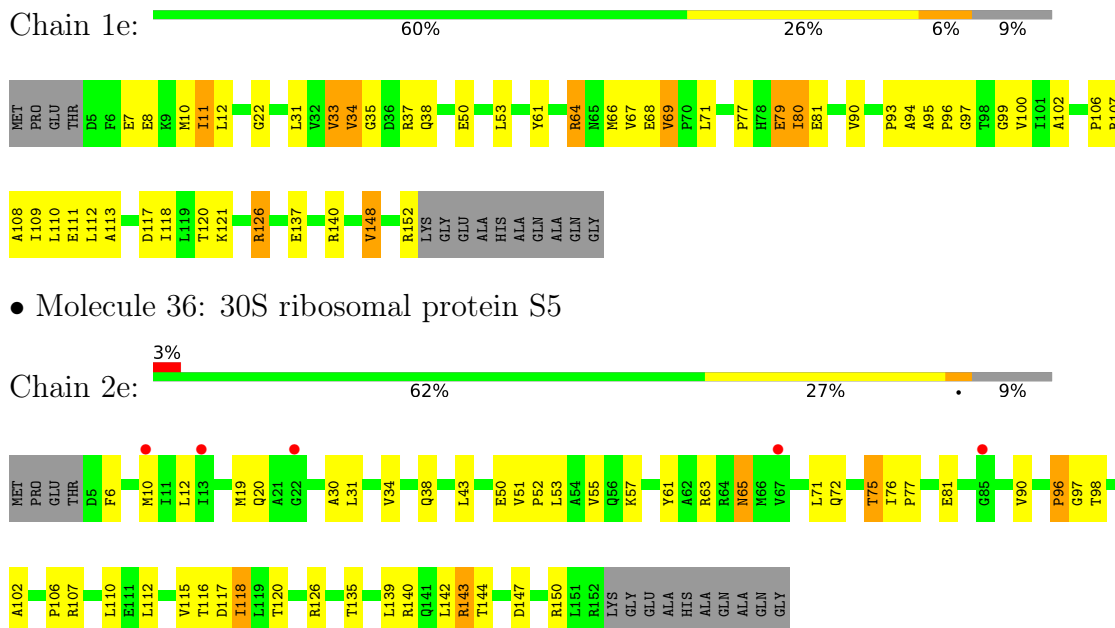 Chain 1e:
60% 26% 6% 9%
MET PRO GLU THR D5 F6 E7 E8 K9 M10 I11 L12 G22 L31 V32 V33 V34 G35 D36 R37 Q38 E50 L53 Y61 R64 N65 M66 V67 E68 V69 P70 L71 P77 H78 E79 I80 E81 V90 P93 A94 A95 P96 G97 T98 G99 V100 I101 A102 P106 R107
A108 I109 L110 E111 L112 A113 D117 I118 L119 T120 K121 R126 E137 R140 V148 R152 LYS GLY GLU ALA HIS ALA GLN ALA GLN GLY
• Molecule 36: 30S ribosomal protein S5
3%
Chain 2e:
62% 27% • 9%
MET PRO GLU THR D5 F6 M10 I11 L12 I13 M19 Q20 A21 G22 A30 L31 V34 Q38 L43 E50 V51 P52 L53 A54 V55 Q56 K57 Y61 A62 R63 R64 N65 M66 V67 L71 Q72 T75 I76 P77 E81 G85 V90 P96 G97 T98
A102 P106 R107 L110 E111 L112 V115 T116 D117 I118 L119 T120 R126 T135 L139 R140 Q141 L142 R143 T144 D147 R150 L151 R152 LYS GLY GLU ALA HIS ALA GLN ALA GLN GLY